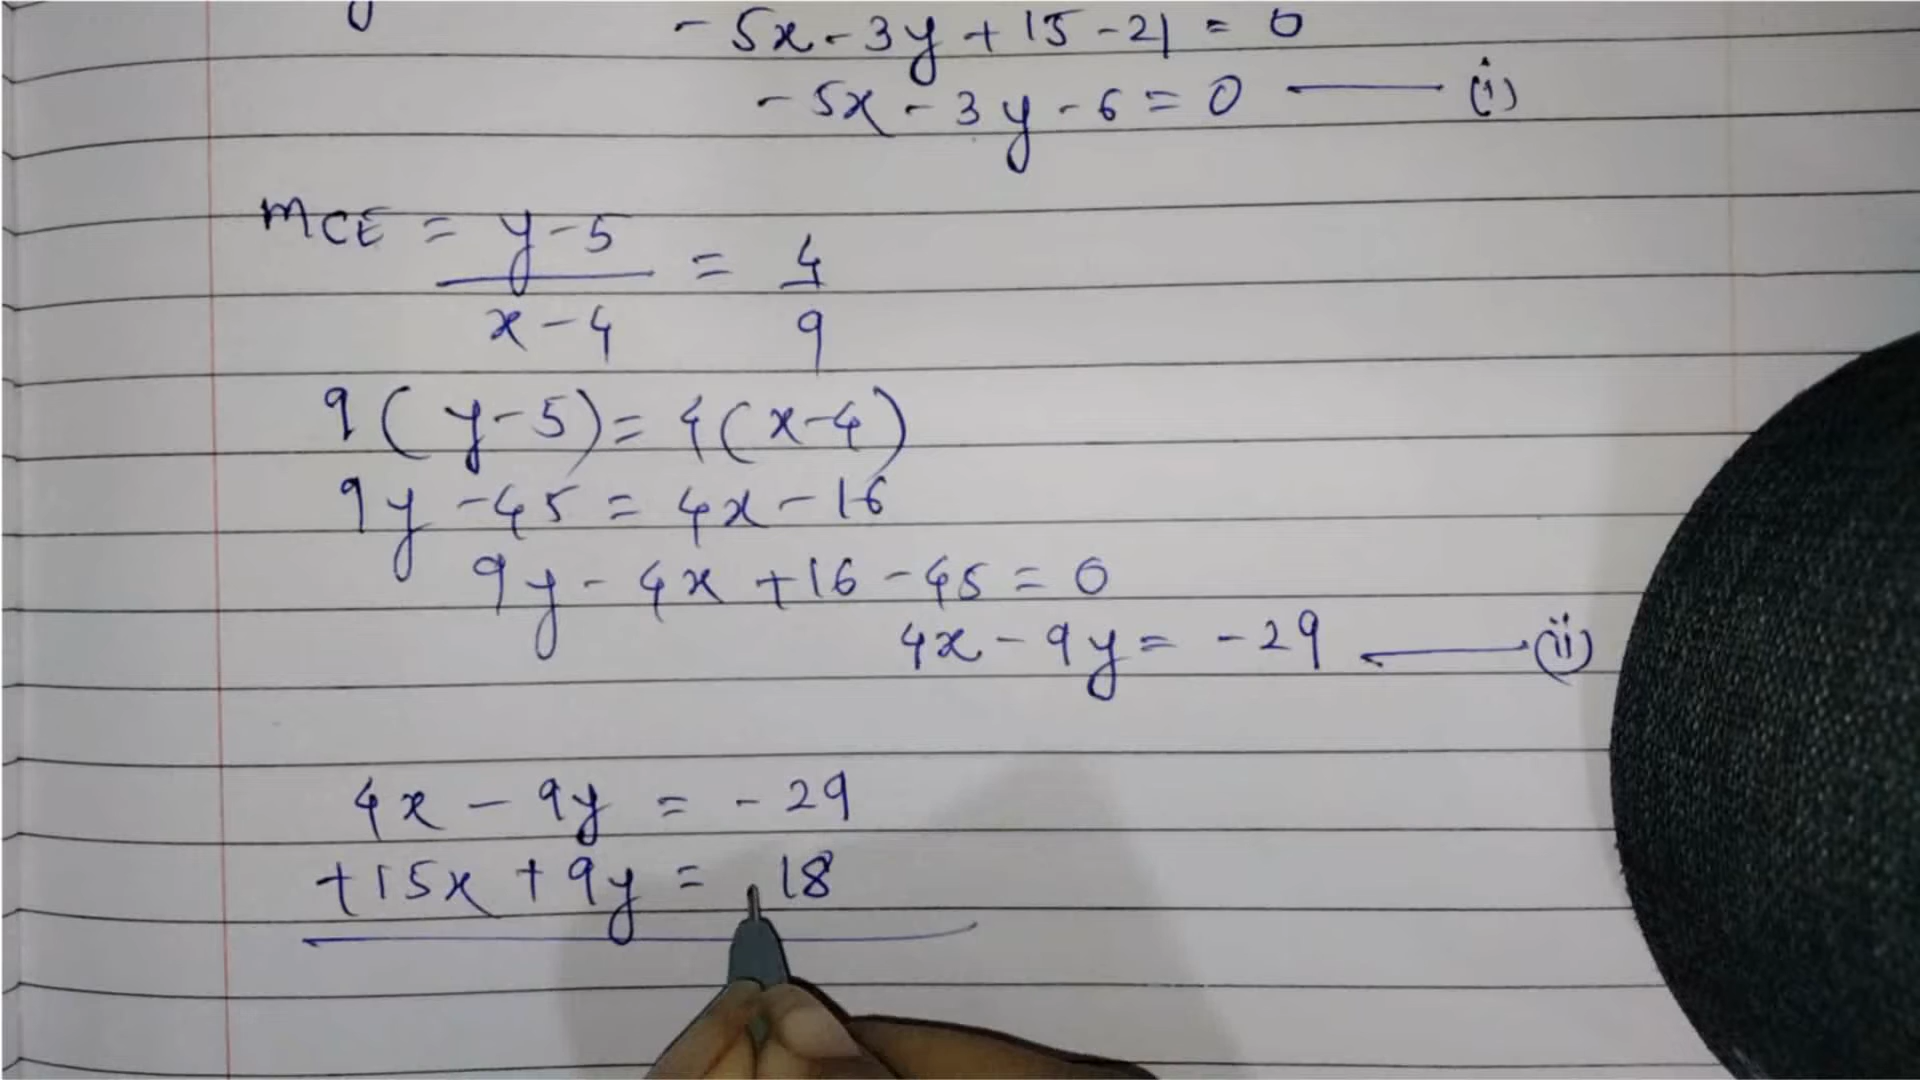 - 5x - 3y + 15 - 21 = 0
- 5x - 3y - 6 = 0 —— (i)
mCE = y-5 / x-4 = 4 / 9
9 ( y-5) = 4 ( x-4)
9y - 45 = 4x - 16
9y - 4x + 16 - 45 = 0
4x - 9y = - 29 —— (ii)
4x - 9y = - 29
+15x + 9y = 18